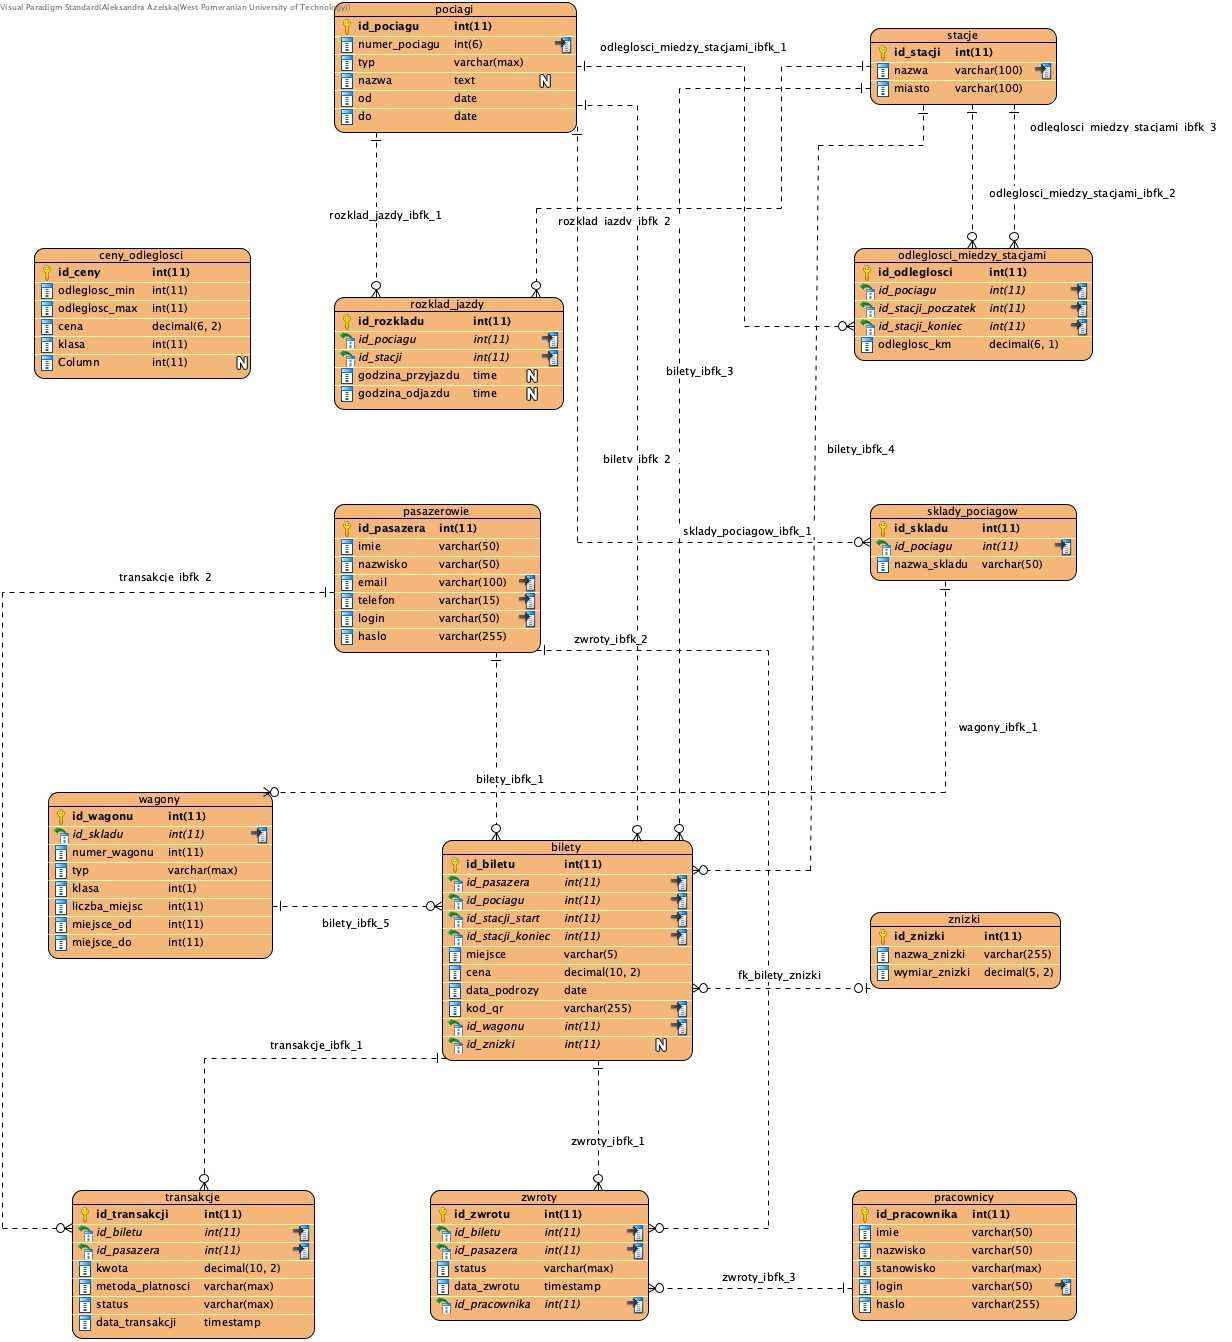 Visual Paradigm Standard(Aleksandra Azelska(West Pomeranian University of Technology))
pociagi
id_pociagu int(11)
numer_pociagu int(6)
typ varchar(max)
nazwa text N
od date
do date
stacje
id_stacji int(11)
nazwa varchar(100)
miasto varchar(100)
odleglosci_miedzy_stacjami_ibfk_1
odleglosci_miedzy_stacjami_ibfk_3
odleglosci_miedzy_stacjami_ibfk_2
rozklad_jazdy_ibfk_1
rozklad_jazdy_ibfk_2
ceny_odleglosci
id_ceny int(11)
odleglosc_min int(11)
odleglosc_max int(11)
cena decimal(6, 2)
klasa int(11)
Column int(11) N
rozklad_jazdy
id_rozkladu int(11)
id_pociagu int(11)
id_stacji int(11)
godzina_przyjazdu time N
godzina_odjazdu time N
odleglosci_miedzy_stacjami
id_odleglosci int(11)
id_pociagu int(11)
id_stacji_poczatek int(11)
id_stacji_koniec int(11)
odleglosc_km decimal(6, 1)
bilety_ibfk_3
bilety_ibfk_4
bilety_ibfk_2
pasazerowie
id_pasazera int(11)
imie varchar(50)
nazwisko varchar(50)
email varchar(100)
telefon varchar(15)
login varchar(50)
haslo varchar(255)
sklady_pociagow_ibfk_1
sklady_pociagow
id_skladu int(11)
id_pociagu int(11)
nazwa_skladu varchar(50)
transakcje_ibfk_2
zwroty_ibfk_2
wagony_ibfk_1
bilety_ibfk_1
wagony
id_wagonu int(11)
id_skladu int(11)
numer_wagonu int(11)
typ varchar(max)
klasa int(1)
liczba_miejsc int(11)
miejsce_od int(11)
miejsce_do int(11)
bilety_ibfk_5
bilety
id_biletu int(11)
id_pasazera int(11)
id_pociagu int(11)
id_stacji_start int(11)
id_stacji_koniec int(11)
miejsce varchar(5)
cena decimal(10, 2)
data_podrozy date
kod_qr varchar(255)
id_wagonu int(11)
id_znizki int(11) N
znizki
id_znizki int(11)
nazwa_znizki varchar(255)
wymiar_znizki decimal(5, 2)
fk_bilety_znizki
transakcje_ibfk_1
zwroty_ibfk_1
transakcje
id_transakcji int(11)
id_biletu int(11)
id_pasazera int(11)
kwota decimal(10, 2)
metoda_platnosci varchar(max)
status varchar(max)
data_transakcji timestamp
zwroty
id_zwrotu int(11)
id_biletu int(11)
id_pasazera int(11)
status varchar(max)
data_zwrotu timestamp
id_pracownika int(11)
zwroty_ibfk_3
pracownicy
id_pracownika int(11)
imie varchar(50)
nazwisko varchar(50)
stanowisko varchar(max)
login varchar(50)
haslo varchar(255)